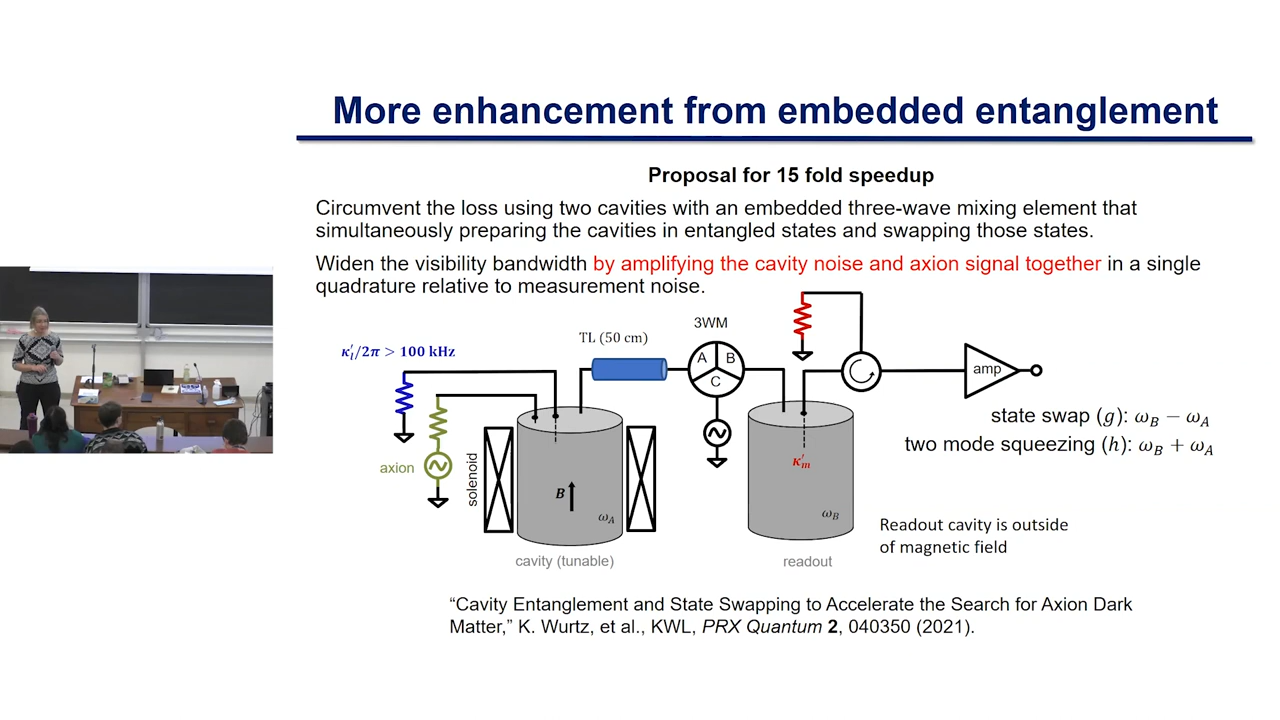 More enhancement from embedded entanglement
Proposal for 15 fold speedup
Circumvent the loss using two cavities with an embedded three-wave mixing element that
simultaneously preparing the cavities in entangled states and swapping those states.
Widen the visibility bandwidth by amplifying the cavity noise and axion signal together in a single
quadrature relative to measurement noise.
3WM
TL (50 cm)
κ′ₗ/2π > 100 kHz
A B
C
amp
state swap (g): ω_B − ω_A
two mode squeezing (h): ω_B + ω_A
axion
solenoid
B
ω_A
κ′ₘ
ω_B
Readout cavity is outside
of magnetic field
cavity (tunable)
readout
“Cavity Entanglement and State Swapping to Accelerate the Search for Axion Dark
Matter,” K. Wurtz, et al., KWL, PRX Quantum 2, 040350 (2021).